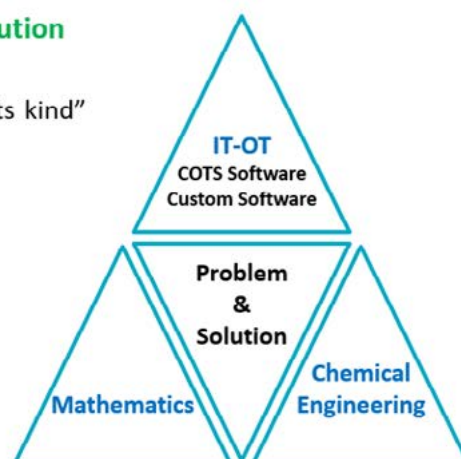 ution
ts kind”
IT-OT
COTS Software
Custom Software
Problem
&
Solution
Mathematics
Chemical
Engineering